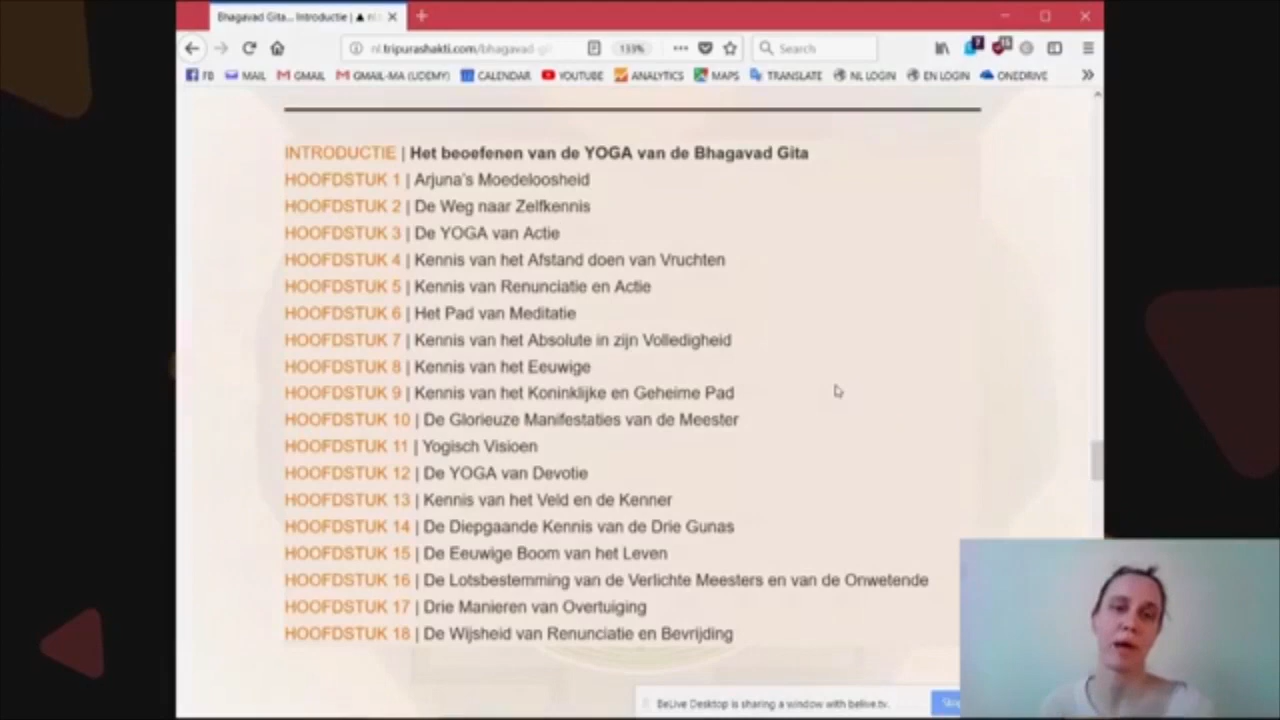 Bhagavad Gita... Introductie | ▲ nl
nl.tripurashakti.com/bhagavad-gi
133%
Search
7
FB
MAIL
GMAIL
GMAIL-MA (UDEMY)
CALENDAR
YOUTUBE
ANALYTICS
MAPS
TRANSLATE
NL LOGIN
EN LOGIN
ONEDRIVE
INTRODUCTIE | Het beoefenen van de YOGA van de Bhagavad Gita
HOOFDSTUK 1 | Arjuna's Moedeloosheid
HOOFDSTUK 2 | De Weg naar Zelfkennis
HOOFDSTUK 3 | De YOGA van Actie
HOOFDSTUK 4 | Kennis van het Afstand doen van Vruchten
HOOFDSTUK 5 | Kennis van Renunciatie en Actie
HOOFDSTUK 6 | Het Pad van Meditatie
HOOFDSTUK 7 | Kennis van het Absolute in zijn Volledigheid
HOOFDSTUK 8 | Kennis van het Eeuwige
HOOFDSTUK 9 | Kennis van het Koninklijke en Geheime Pad
HOOFDSTUK 10 | De Glorieuze Manifestaties van de Meester
HOOFDSTUK 11 | Yogisch Visioen
HOOFDSTUK 12 | De YOGA van Devotie
HOOFDSTUK 13 | Kennis van het Veld en de Kenner
HOOFDSTUK 14 | De Diepgaande Kennis van de Drie Gunas
HOOFDSTUK 15 | De Eeuwige Boom van het Leven
HOOFDSTUK 16 | De Lotsbestemming van de Verlichte Meesters en van de Onwetende
HOOFDSTUK 17 | Drie Manieren van Overtuiging
HOOFDSTUK 18 | De Wijsheid van Renunciatie en Bevrijding
BeLive Desktop is sharing a window with belive.tv.